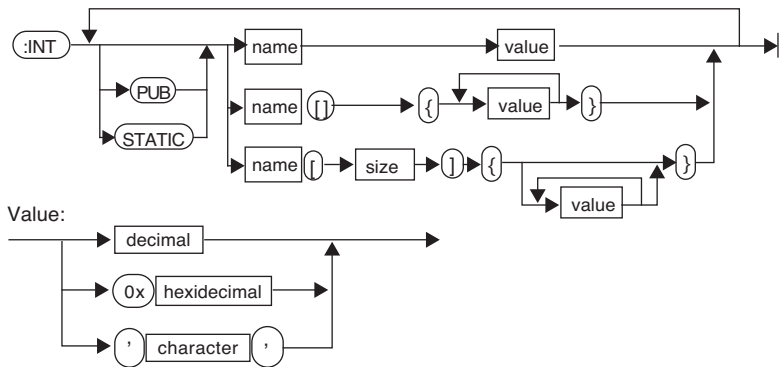 :INT name value
PUB
name [ ] { value }
STATIC
name [ size ] { value }
Value:
decimal
0x hexidecimal
' character '